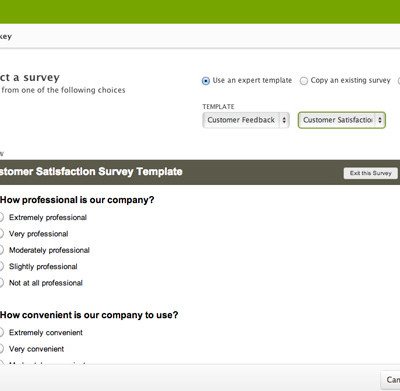 key
ct a survey
Use an expert template
Copy an existing survey
from one of the following choices
TEMPLATE
Customer Feedback
Customer Satisfaction
w
stomer Satisfaction Survey Template
Exit this Survey
How professional is our company?
Extremely professional
Very professional
Moderately professional
Slightly professional
Not at all professional
How convenient is our company to use?
Extremely convenient
Very convenient
Moderately convenient
Can